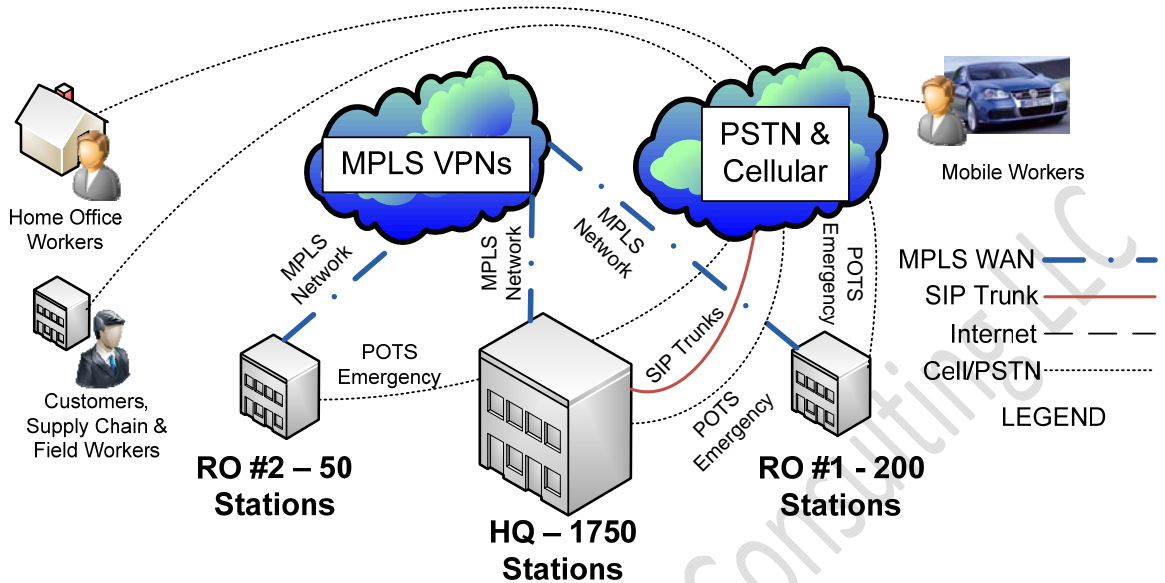 MPLS VPNs
PSTN &
Cellular
Home Office
Workers
Mobile Workers
MPLS
Network
MPLS
Network
MPLS
Network
POTS
Emergency
MPLS WAN
SIP Trunk
Internet
Cell/PSTN
LEGEND
POTS
Emergency
SIP Trunks
POTS
Emergency
Customers,
Supply Chain &
Field Workers
RO #2 – 50
Stations
HQ – 1750
Stations
RO #1 - 200
Stations
Consulting LLC